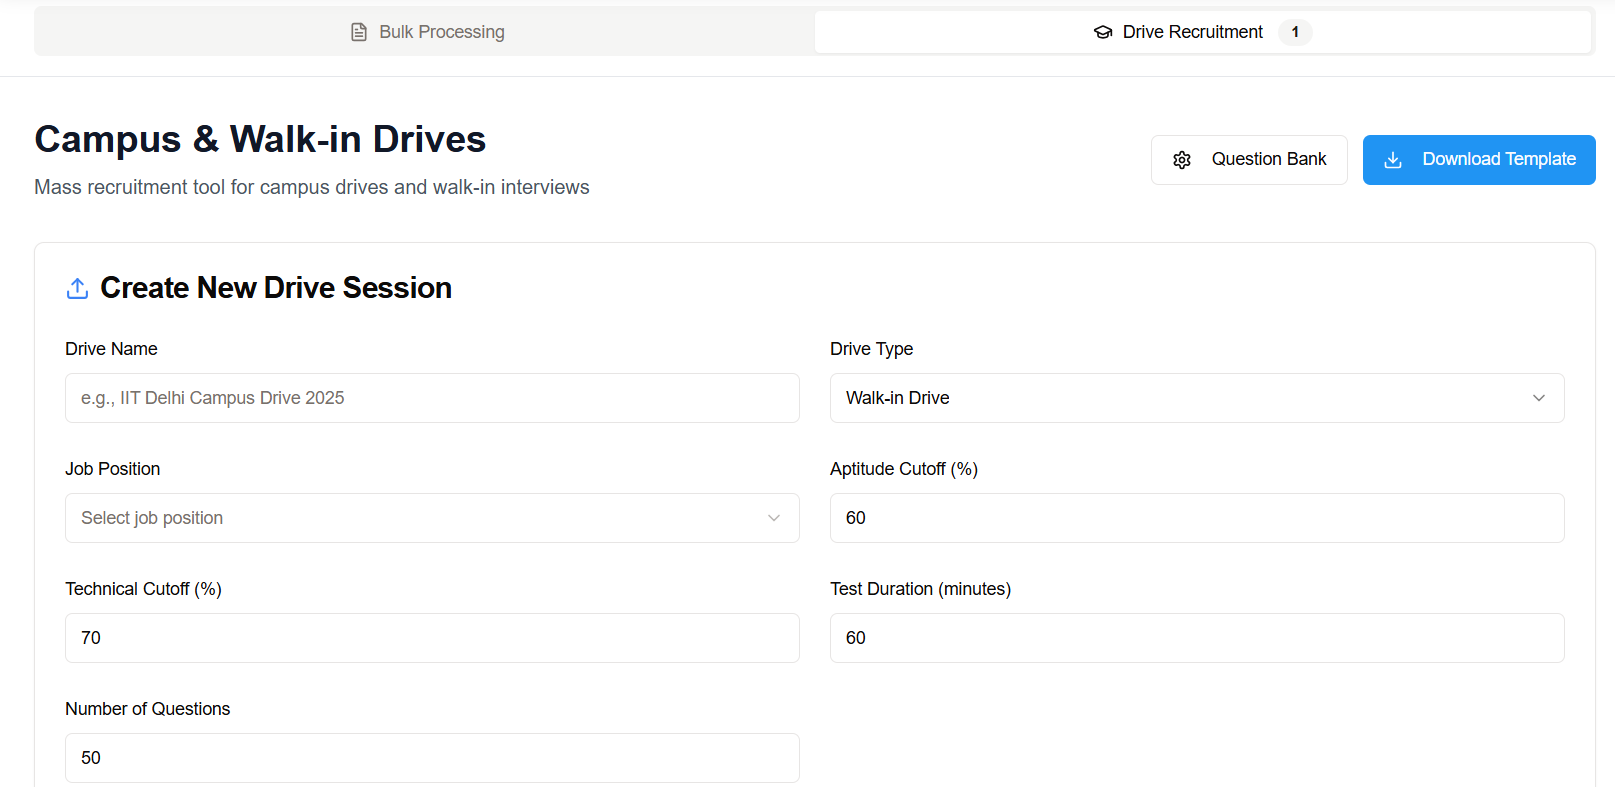 Bulk Processing
Drive Recruitment 1
Campus & Walk-in Drives
Mass recruitment tool for campus drives and walk-in interviews
Question Bank
Download Template
Create New Drive Session
Drive Name
Drive Type
e.g., IIT Delhi Campus Drive 2025
Walk-in Drive
Job Position
Aptitude Cutoff (%)
Select job position
60
Technical Cutoff (%)
Test Duration (minutes)
70
60
Number of Questions
50